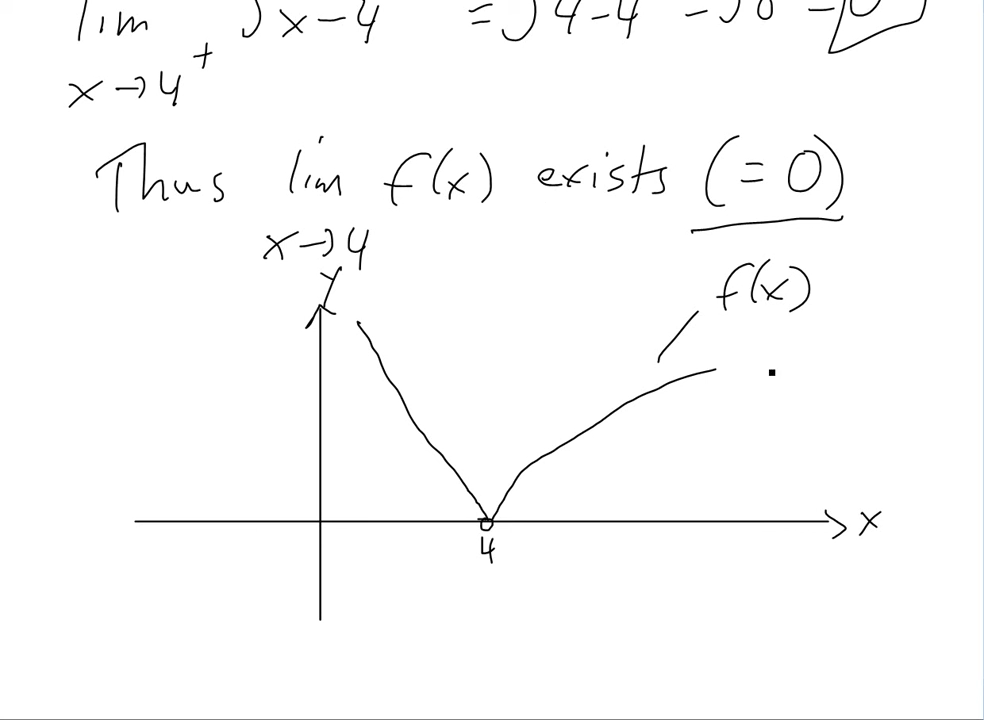 lim √x-4 = √4-4 = √0 = 0
x→4⁺
Thus lim f(x) exists (= 0)
x→4
y
f(x)
x
4